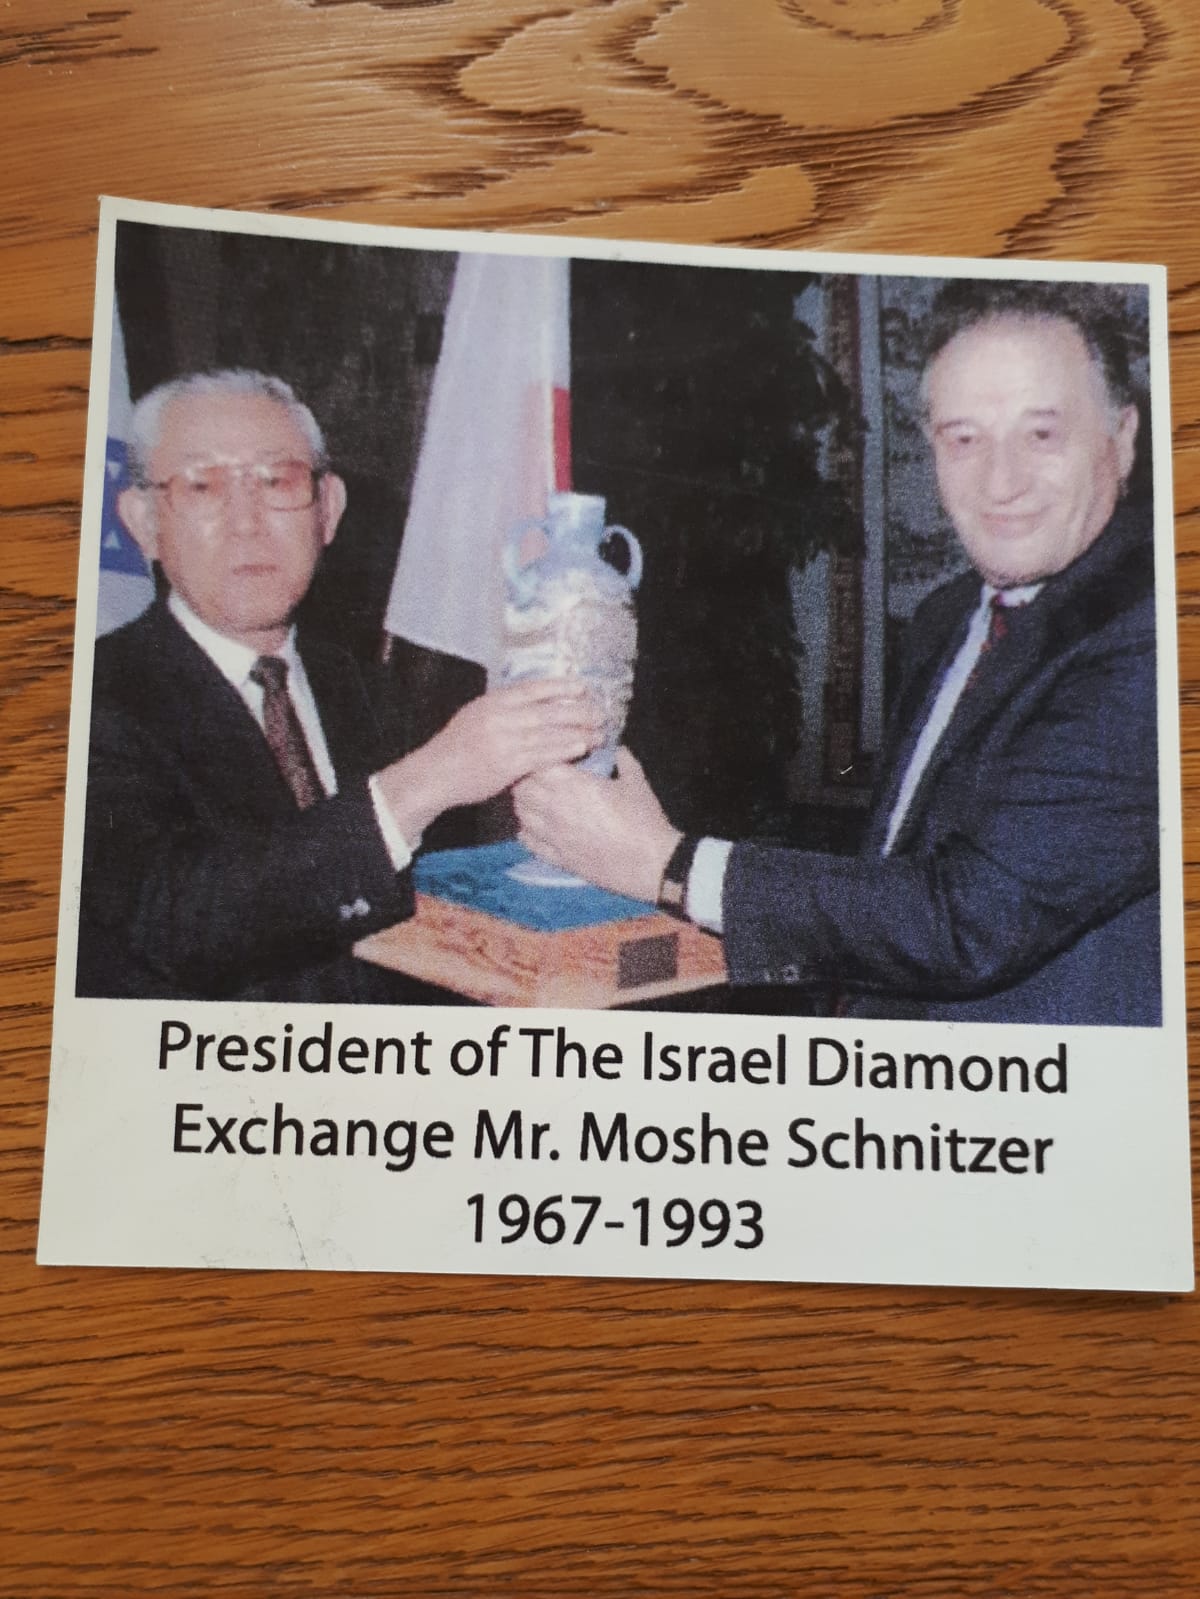 President of The Israel Diamond
Exchange Mr. Moshe Schnitzer
1967-1993